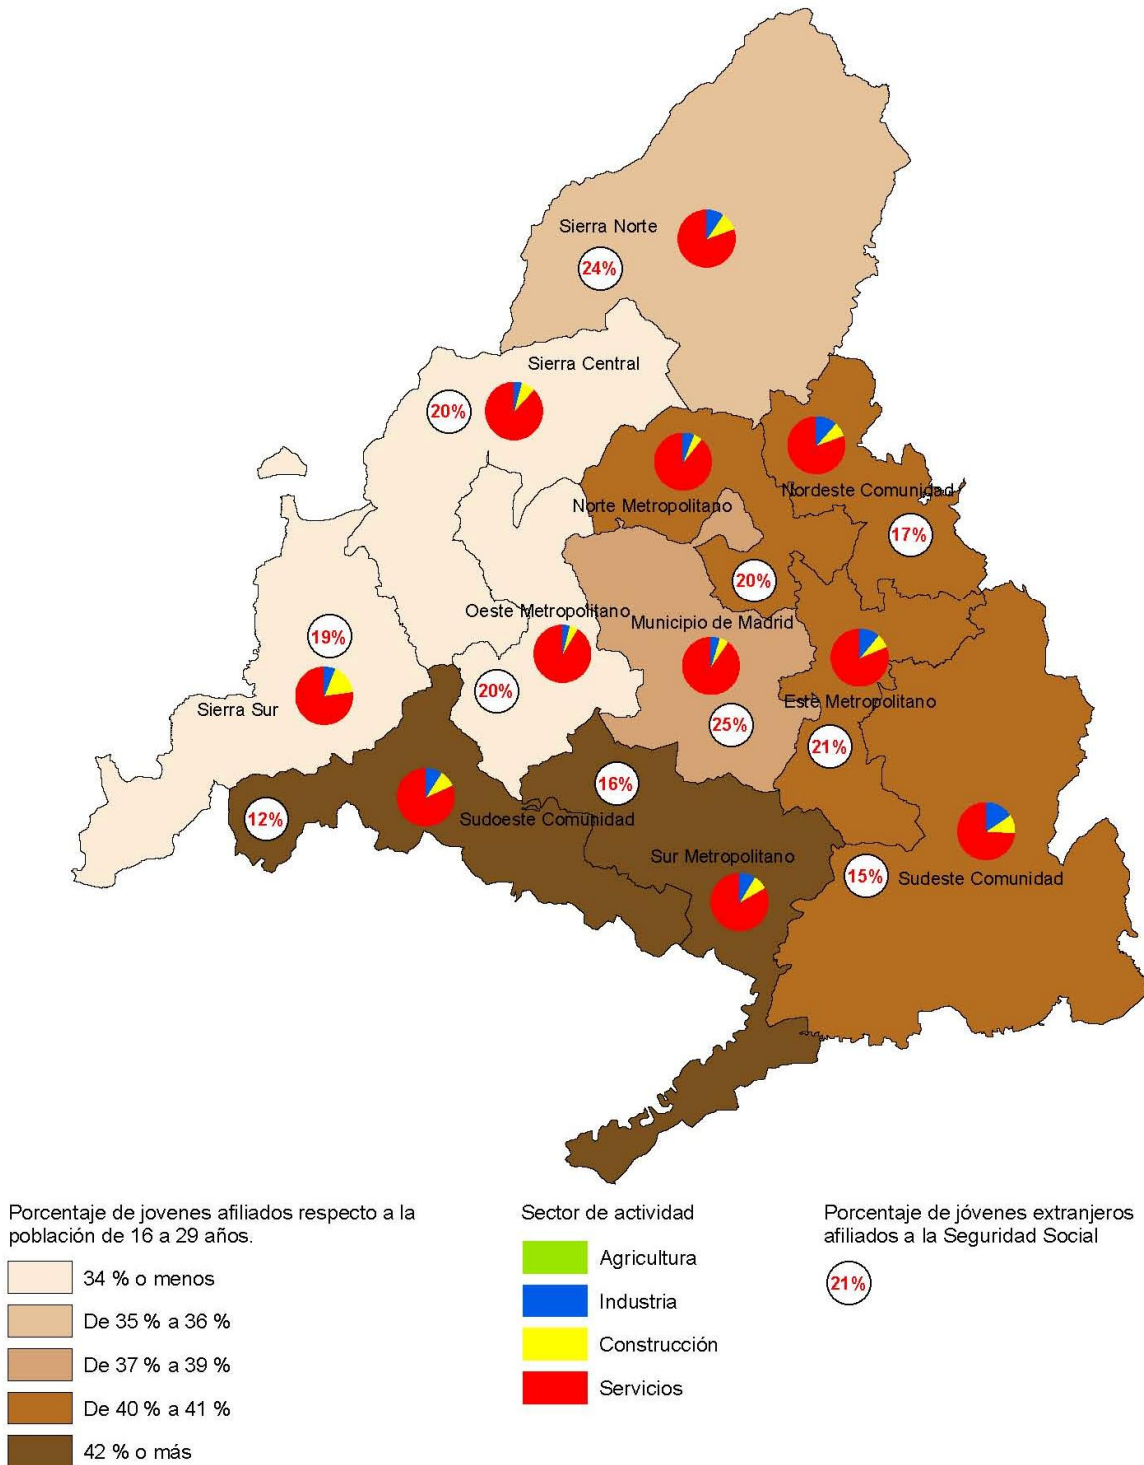 Sierra Norte
24%
Sierra Central
20%
Nordeste Comunidad
Norte Metropolitano
17%
20%
Oeste Metropolitano
Municipio de Madrid
19%
20%
Este Metropolitano
Sierra Sur
25%
21%
16%
12%
Sudoeste Comunidad
Sur Metropolitano
15%
Sudeste Comunidad
Porcentaje de jovenes afiliados respecto a la
población de 16 a 29 años.
34 % o menos
De 35 % a 36 %
De 37 % a 39 %
De 40 % a 41 %
42 % o más
Sector de actividad
Agricultura
Industria
Construcción
Servicios
Porcentaje de jóvenes extranjeros
afiliados a la Seguridad Social
21%